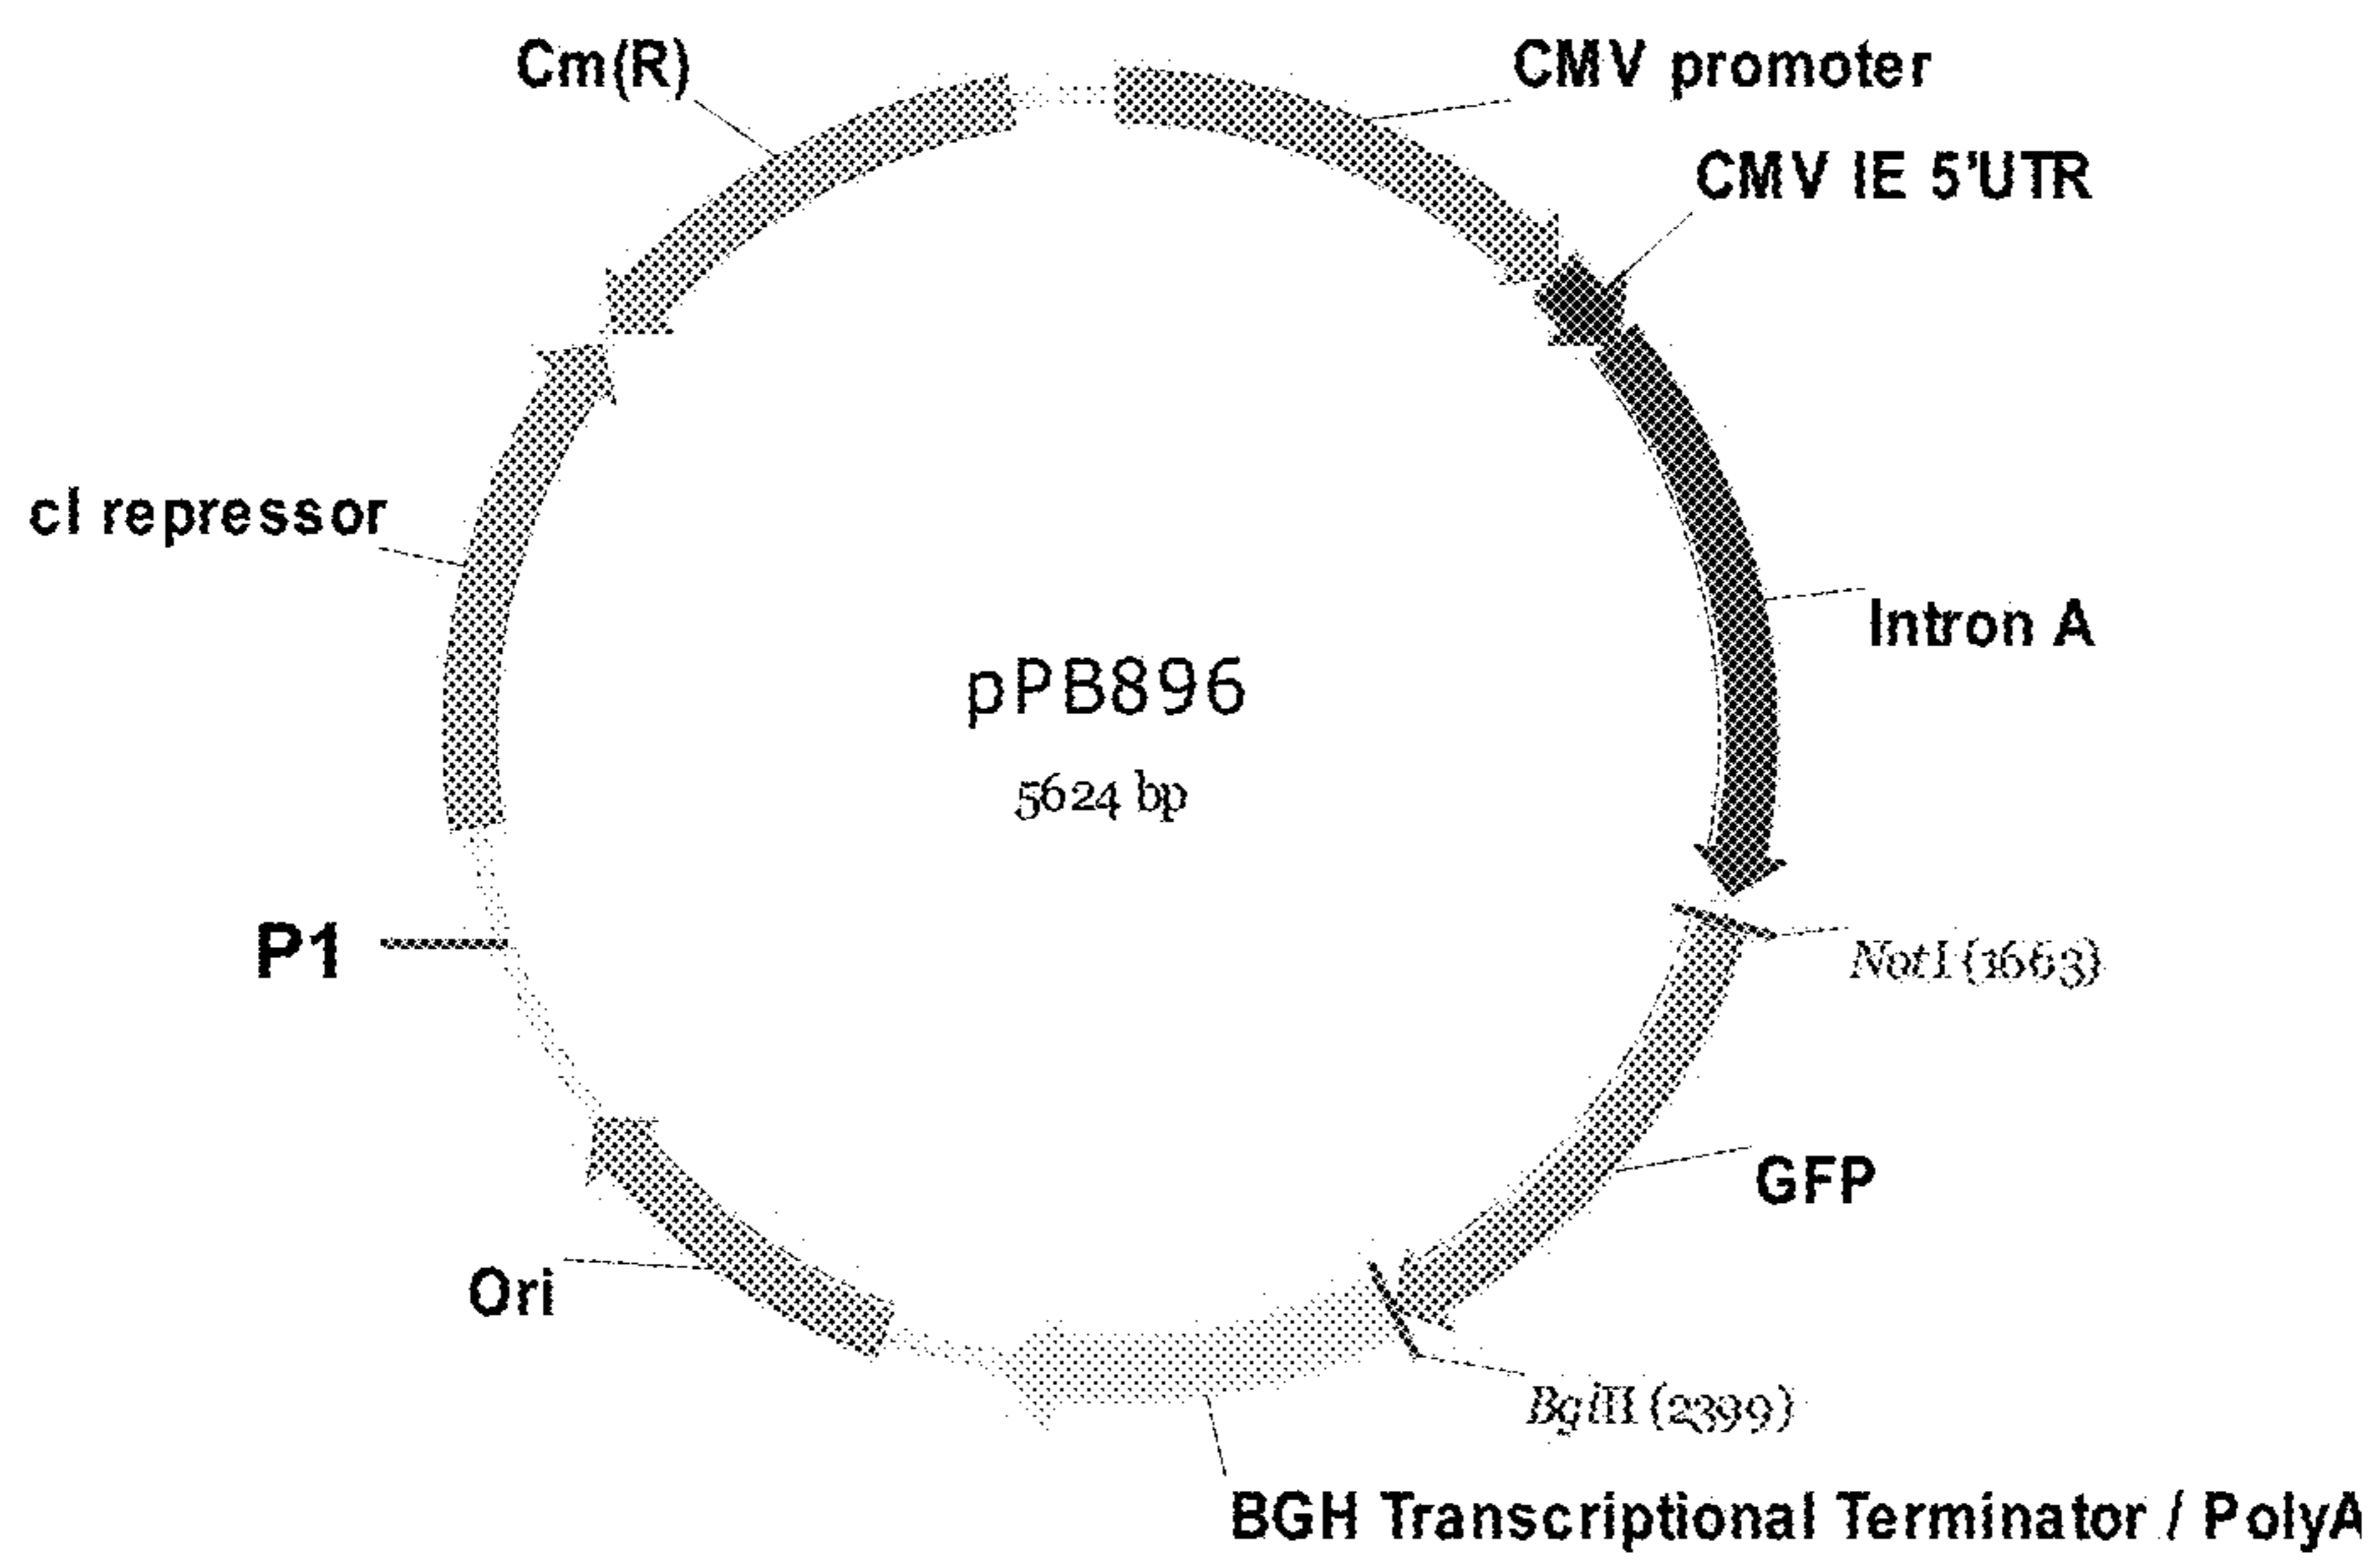 Cm(R)
CMV promoter
CMV IE 5'UTR
cI repressor
Intron A
pPB896
5624 bp
P1
NotI (1663)
GFP
Ori
BglII (2399)
BGH Transcriptional Terminator / PolyA